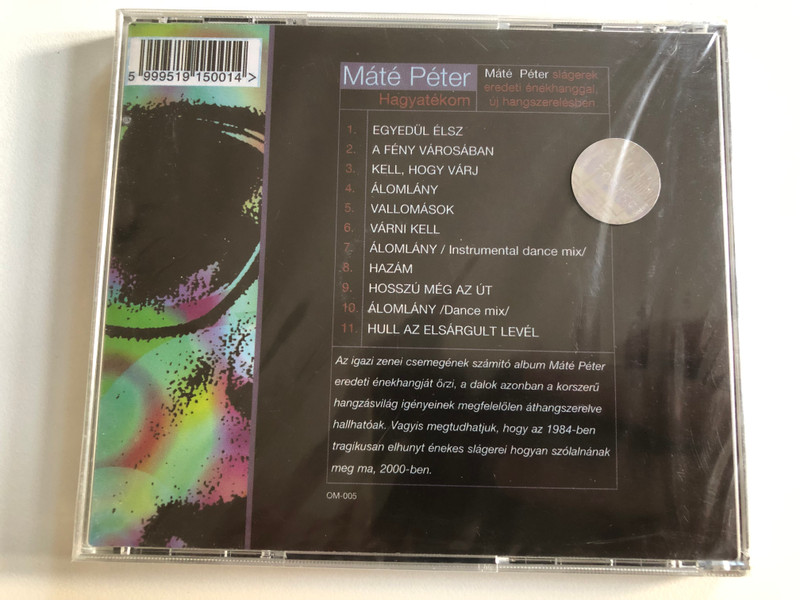 5 999519 150014 >
Máté Péter
Hagyatékom
Máté Péter slágerek
eredeti énekhanggal,
új hangszerelésben
1. EGYEDÜL ÉLSZ
2. A FÉNY VÁROSÁBAN
3. KELL, HOGY VÁRJ
4. ÁLOMLÁNY
5. VALLOMÁSOK
6. VÁRNI KELL
7. ÁLOMLÁNY / Instrumental dance mix/
8. HAZÁM
9. HOSSZÚ MÉG AZ ÚT
10. ÁLOMLÁNY /Dance mix/
11. HULL AZ ELSÁRGULT LEVÉL
Az igazi zenei csemegének számító album Máté Péter
eredeti énekhangját őrzi, a dalok azonban a korszerű
hangzásvilág igényeinek megfelelőlen áthangszerelve
hallhatóak. Vagyis megtudhatjuk, hogy az 1984-ben
tragikusan elhunyt énekes slágerei hogyan szólalnának
meg ma, 2000-ben.
OM-005